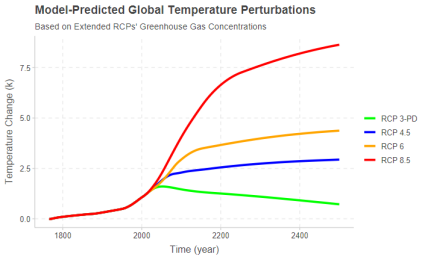 Model-Predicted Global Temperature Perturbations
Based on Extended RCPs' Greenhouse Gas Concentrations
Temperature Change (k)
7.5
5.0
2.5
0.0
1800
2000
2200
2400
Time (year)
RCP 3-PD
RCP 4.5
RCP 6
RCP 8.5